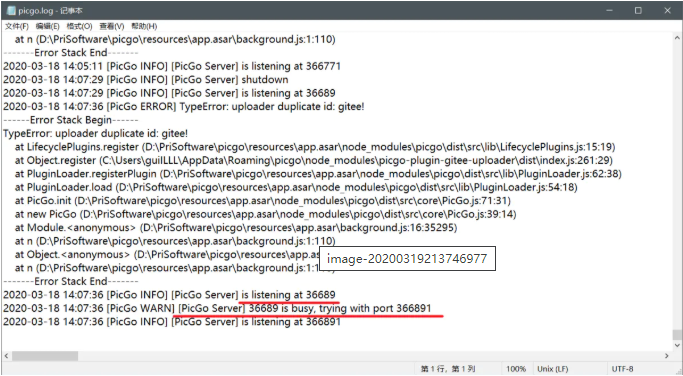 picgo.log - 记事本
文件(F) 编辑(E) 格式(O) 查看(V) 帮助(H)
at n (D:\PriSoftware\picgo\resources\app.asar\background.js:1:110)
-------Error Stack End-------
2020-03-18 14:05:11 [PicGo INFO] [PicGo Server] is listening at 366771
2020-03-18 14:07:29 [PicGo INFO] [PicGo Server] shutdown
2020-03-18 14:07:29 [PicGo INFO] [PicGo Server] is listening at 36689
2020-03-18 14:07:36 [PicGo ERROR] TypeError: uploader duplicate id: gitee!
------Error Stack Begin------
TypeError: uploader duplicate id: gitee!
at LifecyclePlugins.register (D:\PriSoftware\picgo\resources\app.asar\node_modules\picgo\dist\src\lib\LifecyclePlugins.js:15:19)
at Object.register (C:\Users\guilLLL\AppData\Roaming\picgo\node_modules\picgo-plugin-gitee-uploader\dist\index.js:261:29)
at PluginLoader.registerPlugin (D:\PriSoftware\picgo\resources\app.asar\node_modules\picgo\dist\src\lib\PluginLoader.js:62:38)
at PluginLoader.load (D:\PriSoftware\picgo\resources\app.asar\node_modules\picgo\dist\src\lib\PluginLoader.js:54:18)
at PicGo.init (D:\PriSoftware\picgo\resources\app.asar\node_modules\picgo\dist\src\core\PicGo.js:71:31)
at new PicGo (D:\PriSoftware\picgo\resources\app.asar\node_modules\picgo\dist\src\core\PicGo.js:39:14)
at Module.<anonymous> (D:\PriSoftware\picgo\resources\app.asar\background.js:16:35295)
at n (D:\PriSoftware\picgo\resources\app.asar\background.js:1:110)
at Object.<anonymous> (D:\PriSoftware\picgo\resources\app.as
image-20200319213746977
at n (D:\PriSoftware\picgo\resources\app.asar\background.js:1:110)
-------Error Stack End-------
2020-03-18 14:07:36 [PicGo INFO] [PicGo Server] is listening at 36689
2020-03-18 14:07:36 [PicGo WARN] [PicGo Server] 36689 is busy, trying with port 366891
2020-03-18 14:07:36 [PicGo INFO] [PicGo Server] is listening at 366891
第 1 行，第 1 列 100% Unix (LF) UTF-8